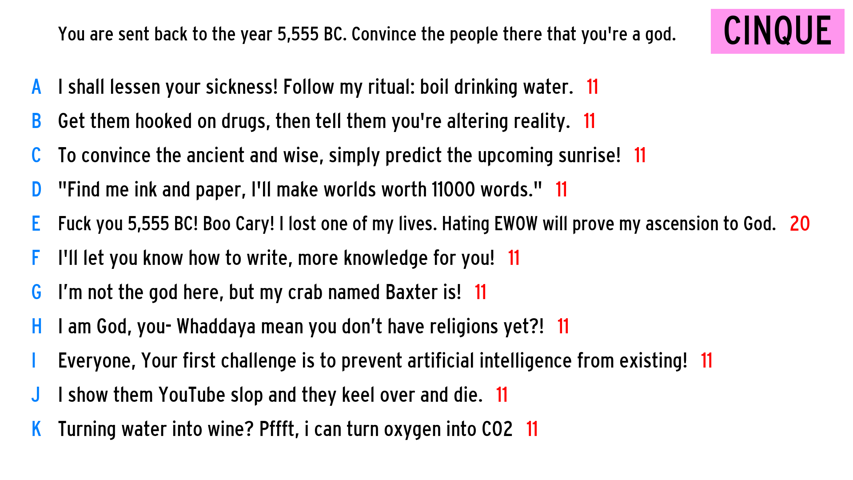 You are sent back to the year 5,555 BC. Convince the people there that you're a god.
CINQUE
A I shall lessen your sickness! Follow my ritual: boil drinking water. 11
B Get them hooked on drugs, then tell them you're altering reality. 11
C To convince the ancient and wise, simply predict the upcoming sunrise! 11
D "Find me ink and paper, I'll make worlds worth 11000 words." 11
E Fuck you 5,555 BC! Boo Cary! I lost one of my lives. Hating EWOW will prove my ascension to God. 20
F I'll let you know how to write, more knowledge for you! 11
G I’m not the god here, but my crab named Baxter is! 11
H I am God, you- Whaddaya mean you don’t have religions yet?! 11
I Everyone, Your first challenge is to prevent artificial intelligence from existing! 11
J I show them YouTube slop and they keel over and die. 11
K Turning water into wine? Pffft, i can turn oxygen into CO2 11